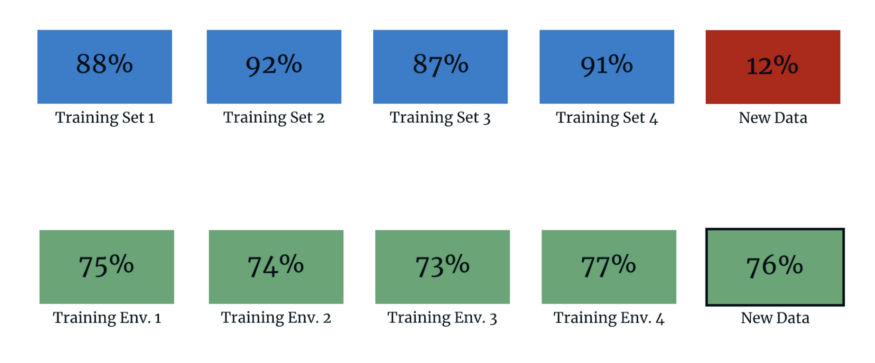 88% 92% 87% 91% 12%
Training Set 1 Training Set 2 Training Set 3 Training Set 4 New Data
75% 74% 73% 77% 76%
Training Env. 1 Training Env. 2 Training Env. 3 Training Env. 4 New Data